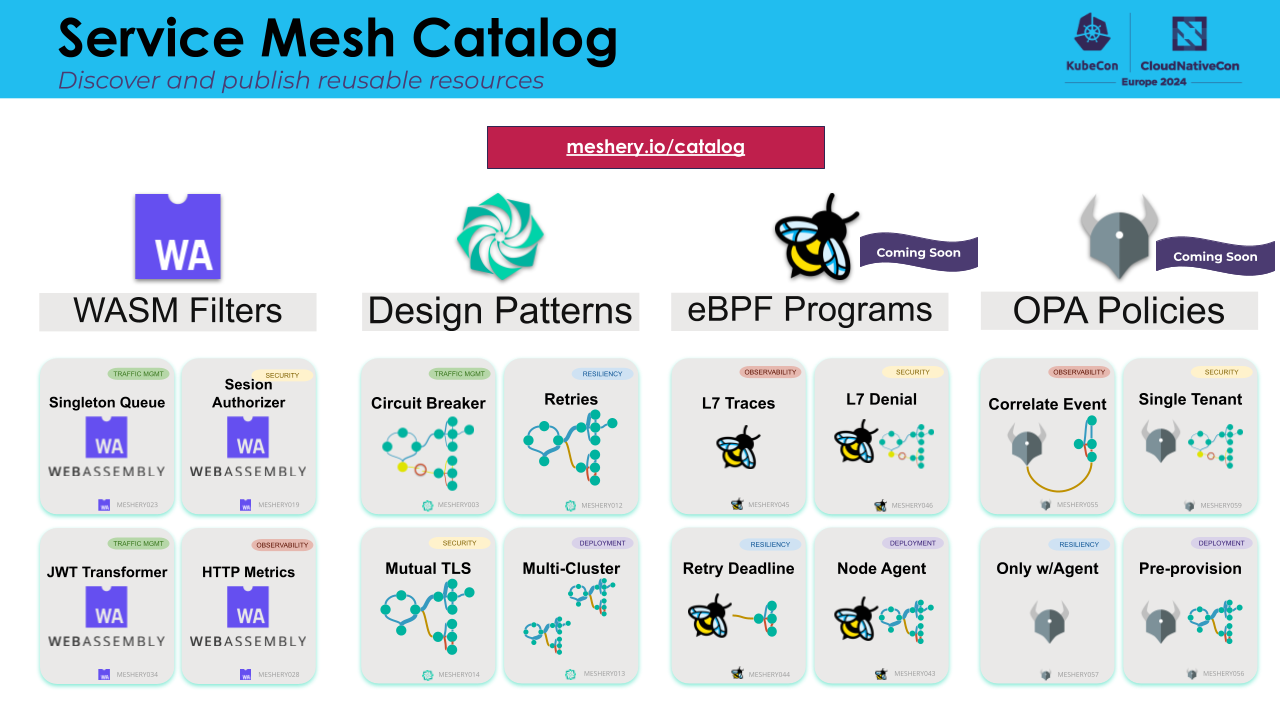 Service Mesh Catalog
Discover and publish reusable resources
KubeCon
CloudNativeCon
Europe 2024
meshery.io/catalog
WA
WASM Filters
Design Patterns
Coming Soon
eBPF Programs
Coming Soon
OPA Policies
TRAFFIC MGMT
Singleton Queue
WA
WEBASSEMBLY
WA
MESHERY023
SECURITY
Sesion
Authorizer
WA
WEBASSEMBLY
WA
MESHERY019
TRAFFIC MGMT
JWT Transformer
WA
WEBASSEMBLY
WA
MESHERY034
OBSERVABILITY
HTTP Metrics
WA
WEBASSEMBLY
WA
MESHERY028
TRAFFIC MGMT
Circuit Breaker
MESHERY003
RESILIENCY
Retries
MESHERY012
SECURITY
Mutual TLS
MESHERY014
DEPLOYMENT
Multi-Cluster
MESHERY013
OBSERVABILITY
L7 Traces
MESHERY045
SECURITY
L7 Denial
MESHERY046
RESILIENCY
Retry Deadline
MESHERY044
DEPLOYMENT
Node Agent
MESHERY043
OBSERVABILITY
Correlate Event
MESHERY055
SECURITY
Single Tenant
MESHERY059
RESILIENCY
Only w/Agent
MESHERY057
DEPLOYMENT
Pre-provision
MESHERY056